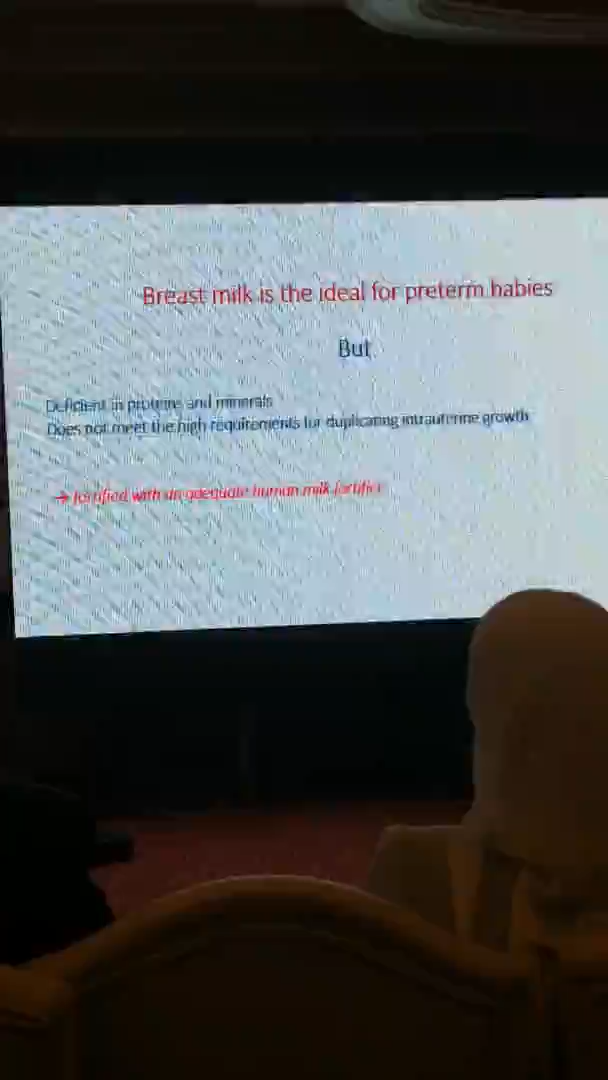 Breast milk is the ideal for preterm babies
But
Deficient in proteins and minerals
Does not meet the high requirements for duplicating intrauterine growth
→ fortified with an adequate human milk fortifier